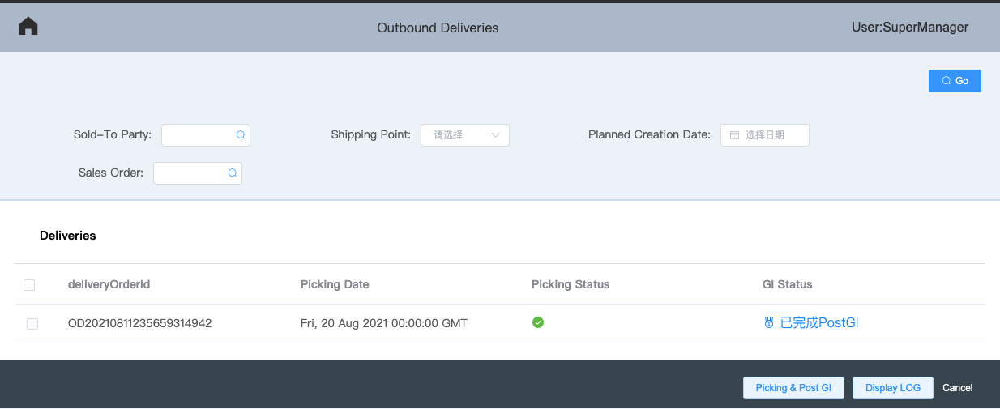 Outbound Deliveries
User:SuperManager
Go
Sold-To Party:
Shipping Point: 请选择
Planned Creation Date: 选择日期
Sales Order:
Deliveries
deliveryOrderId Picking Date Picking Status GI Status
OD20210811235659314942 Fri, 20 Aug 2021 00:00:00 GMT 已完成PostGI
Picking & Post GI Display LOG Cancel